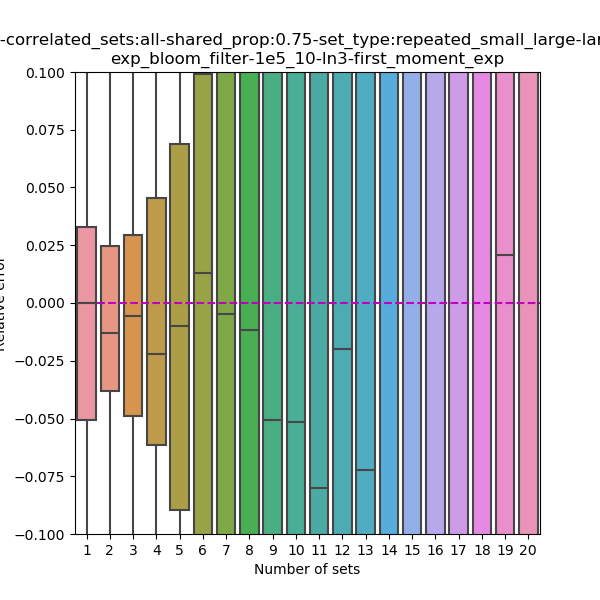 -correlated_sets:all-shared_prop:0.75-set_type:repeated_small_large-lar
exp_bloom_filter-1e5_10-ln3-first_moment_exp
0.100
0.075
0.050
0.025
0.000
−0.025
−0.050
−0.075
−0.100
Relative error
1 2 3 4 5 6 7 8 9 10 11 12 13 14 15 16 17 18 19 20
Number of sets